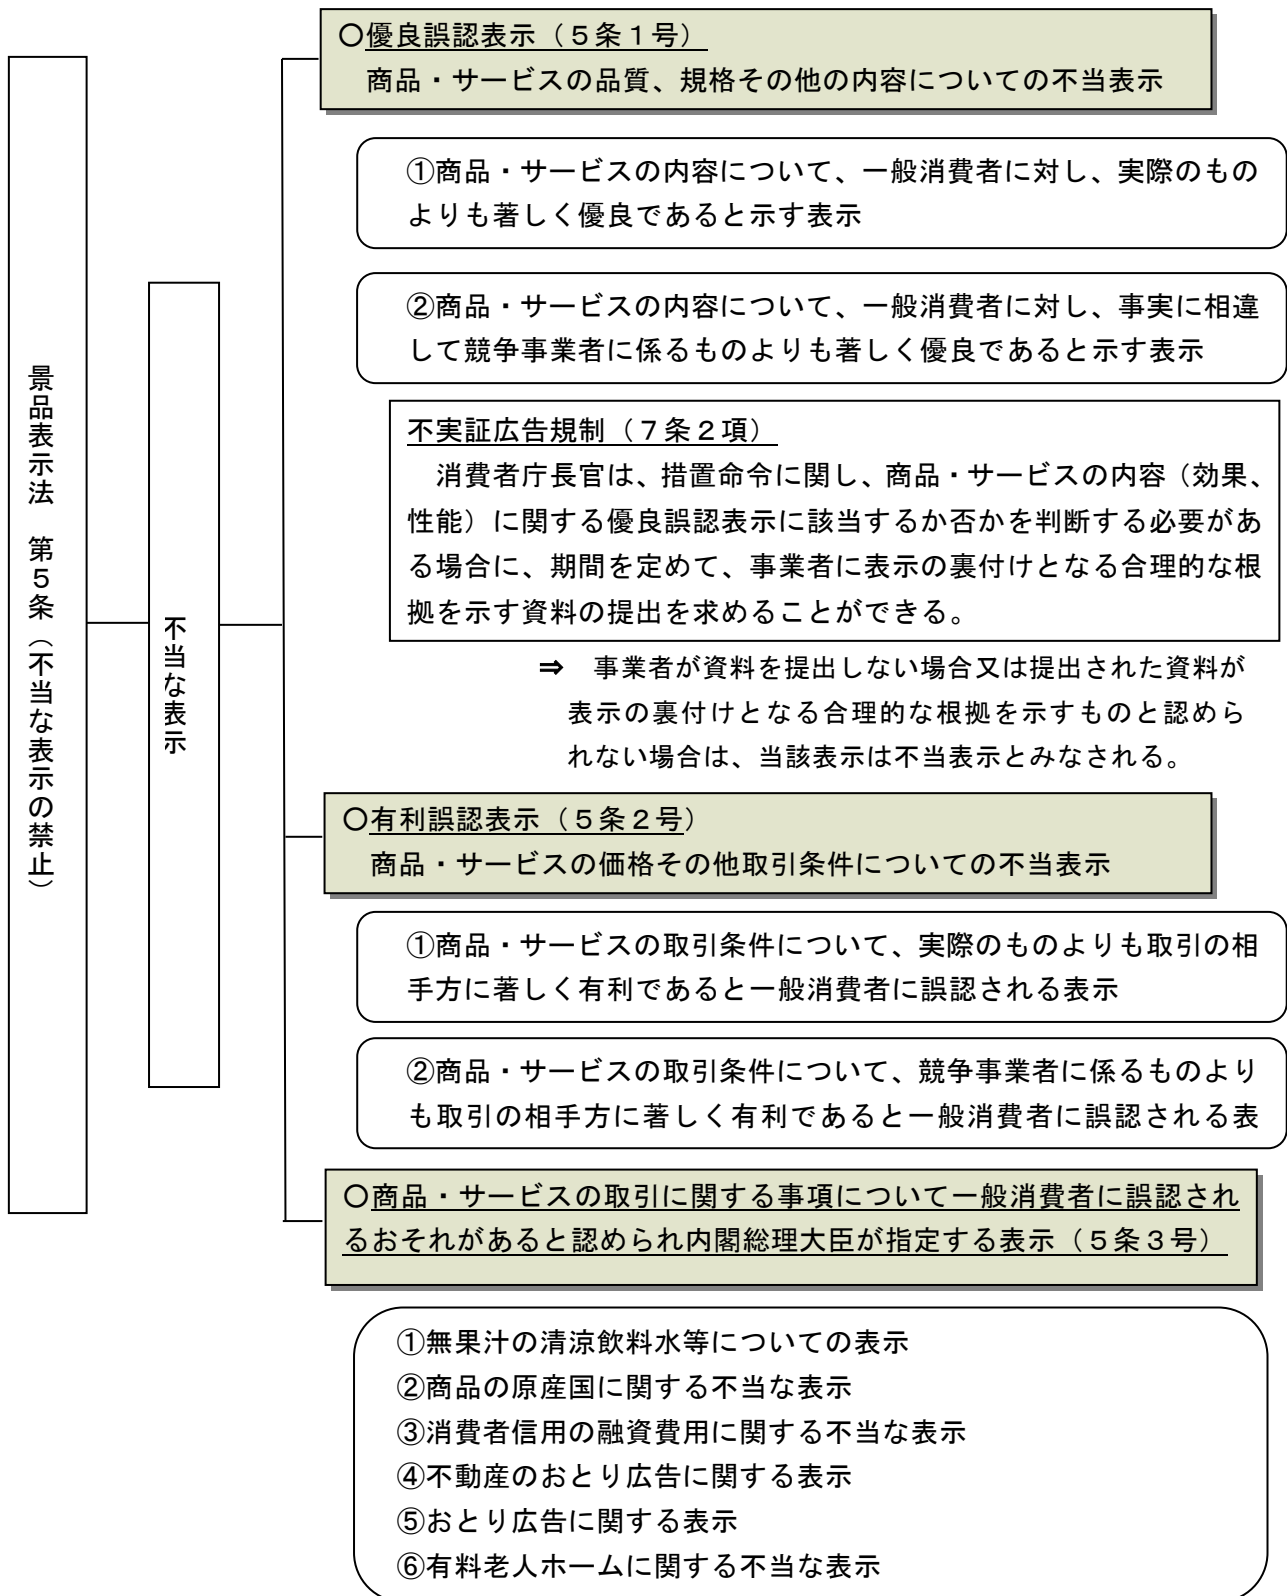 景品表示法　第５条（不当な表示の禁止）
不当な表示
〇優良誤認表示（５条１号）
商品・サービスの品質、規格その他の内容についての不当表示
①商品・サービスの内容について、一般消費者に対し、実際のもの
よりも著しく優良であると示す表示
②商品・サービスの内容について、一般消費者に対し、事実に相違
して競争事業者に係るものよりも著しく優良であると示す表示
不実証広告規制（７条２項）
消費者庁長官は、措置命令に関し、商品・サービスの内容（効果、
性能）に関する優良誤認表示に該当するか否かを判断する必要があ
る場合に、期間を定めて、事業者に表示の裏付けとなる合理的な根
拠を示す資料の提出を求めることができる。
⇒　事業者が資料を提出しない場合又は提出された資料が
表示の裏付けとなる合理的な根拠を示すものと認めら
れない場合は、当該表示は不当表示とみなされる。
〇有利誤認表示（５条２号）
商品・サービスの価格その他取引条件についての不当表示
①商品・サービスの取引条件について、実際のものよりも取引の相
手方に著しく有利であると一般消費者に誤認される表示
②商品・サービスの取引条件について、競争事業者に係るものより
も取引の相手方に著しく有利であると一般消費者に誤認される表
〇商品・サービスの取引に関する事項について一般消費者に誤認され
るおそれがあると認められ内閣総理大臣が指定する表示（５条３号）
①無果汁の清涼飲料水等についての表示
②商品の原産国に関する不当な表示
③消費者信用の融資費用に関する不当な表示
④不動産のおとり広告に関する表示
⑤おとり広告に関する表示
⑥有料老人ホームに関する不当な表示